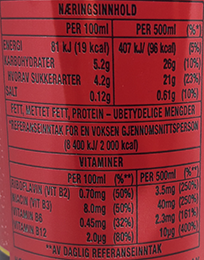 NÆRINGSINNHOLD
PER 100ml PER 500ml (%*)
ENERGI 81 kJ (19 kcal) 407 kJ (96 kcal) (5%)
KARBOHYDRATER 5.2g 26g (10%)
HVORAV SUKKERARTER 4.2g 21g (23%)
SALT 0.12g 0.61g (10%)
FETT, METTET FETT, PROTEIN - UBETYDELIGE MENGDER
*REFERANSEINNTAK FOR EN VOKSEN GJENNOMSNITTSPERSON
(8 400 kJ/ 2 000 kcal)
VITAMINER
PER 100ml (%**) PER 500ml (%**)
RIBOFLAVIN (VIT B2) 0.70mg (50%) 3.5mg (250%)
NIACIN (VIT B3) 8.0mg (50%) 40mg (250%)
VITAMIN B6 0.45mg (32%) 2.3mg (161%)
VITAMIN B12 2.0µg (80%) 10µg (400%)
**AV DAGLIG REFERANSEINNTAK